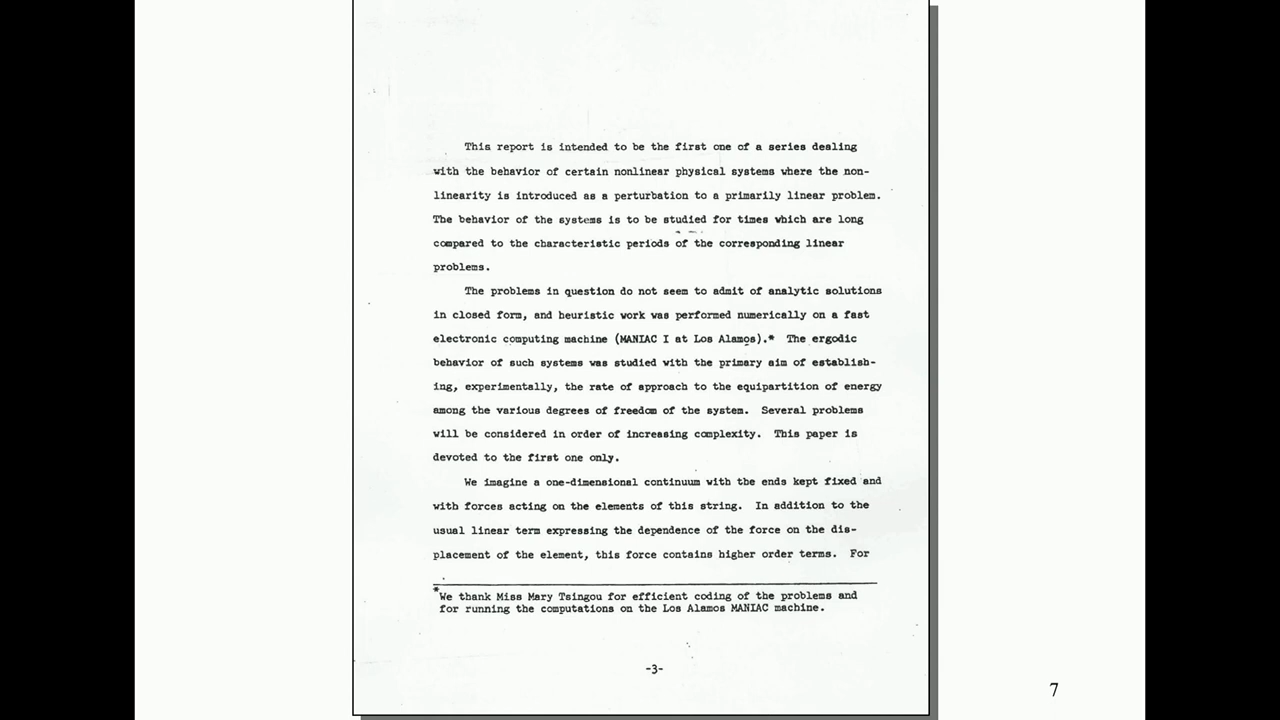 This report is intended to be the first one of a series dealing
with the behavior of certain nonlinear physical systems where the non-
linearity is introduced as a perturbation to a primarily linear problem.
The behavior of the systems is to be studied for times which are long
compared to the characteristic periods of the corresponding linear
problems.
The problems in question do not seem to admit of analytic solutions
in closed form, and heuristic work was performed numerically on a fast
electronic computing machine (MANIAC I at Los Alamos).* The ergodic
behavior of such systems was studied with the primary aim of establish-
ing, experimentally, the rate of approach to the equipartition of energy
among the various degrees of freedom of the system. Several problems
will be considered in order of increasing complexity. This paper is
devoted to the first one only.
We imagine a one-dimensional continuum with the ends kept fixed and
with forces acting on the elements of this string. In addition to the
usual linear term expressing the dependence of the force on the dis-
placement of the element, this force contains higher order terms. For
*We thank Miss Mary Tsingou for efficient coding of the problems and
for running the computations on the Los Alamos MANIAC machine.
-3-
7